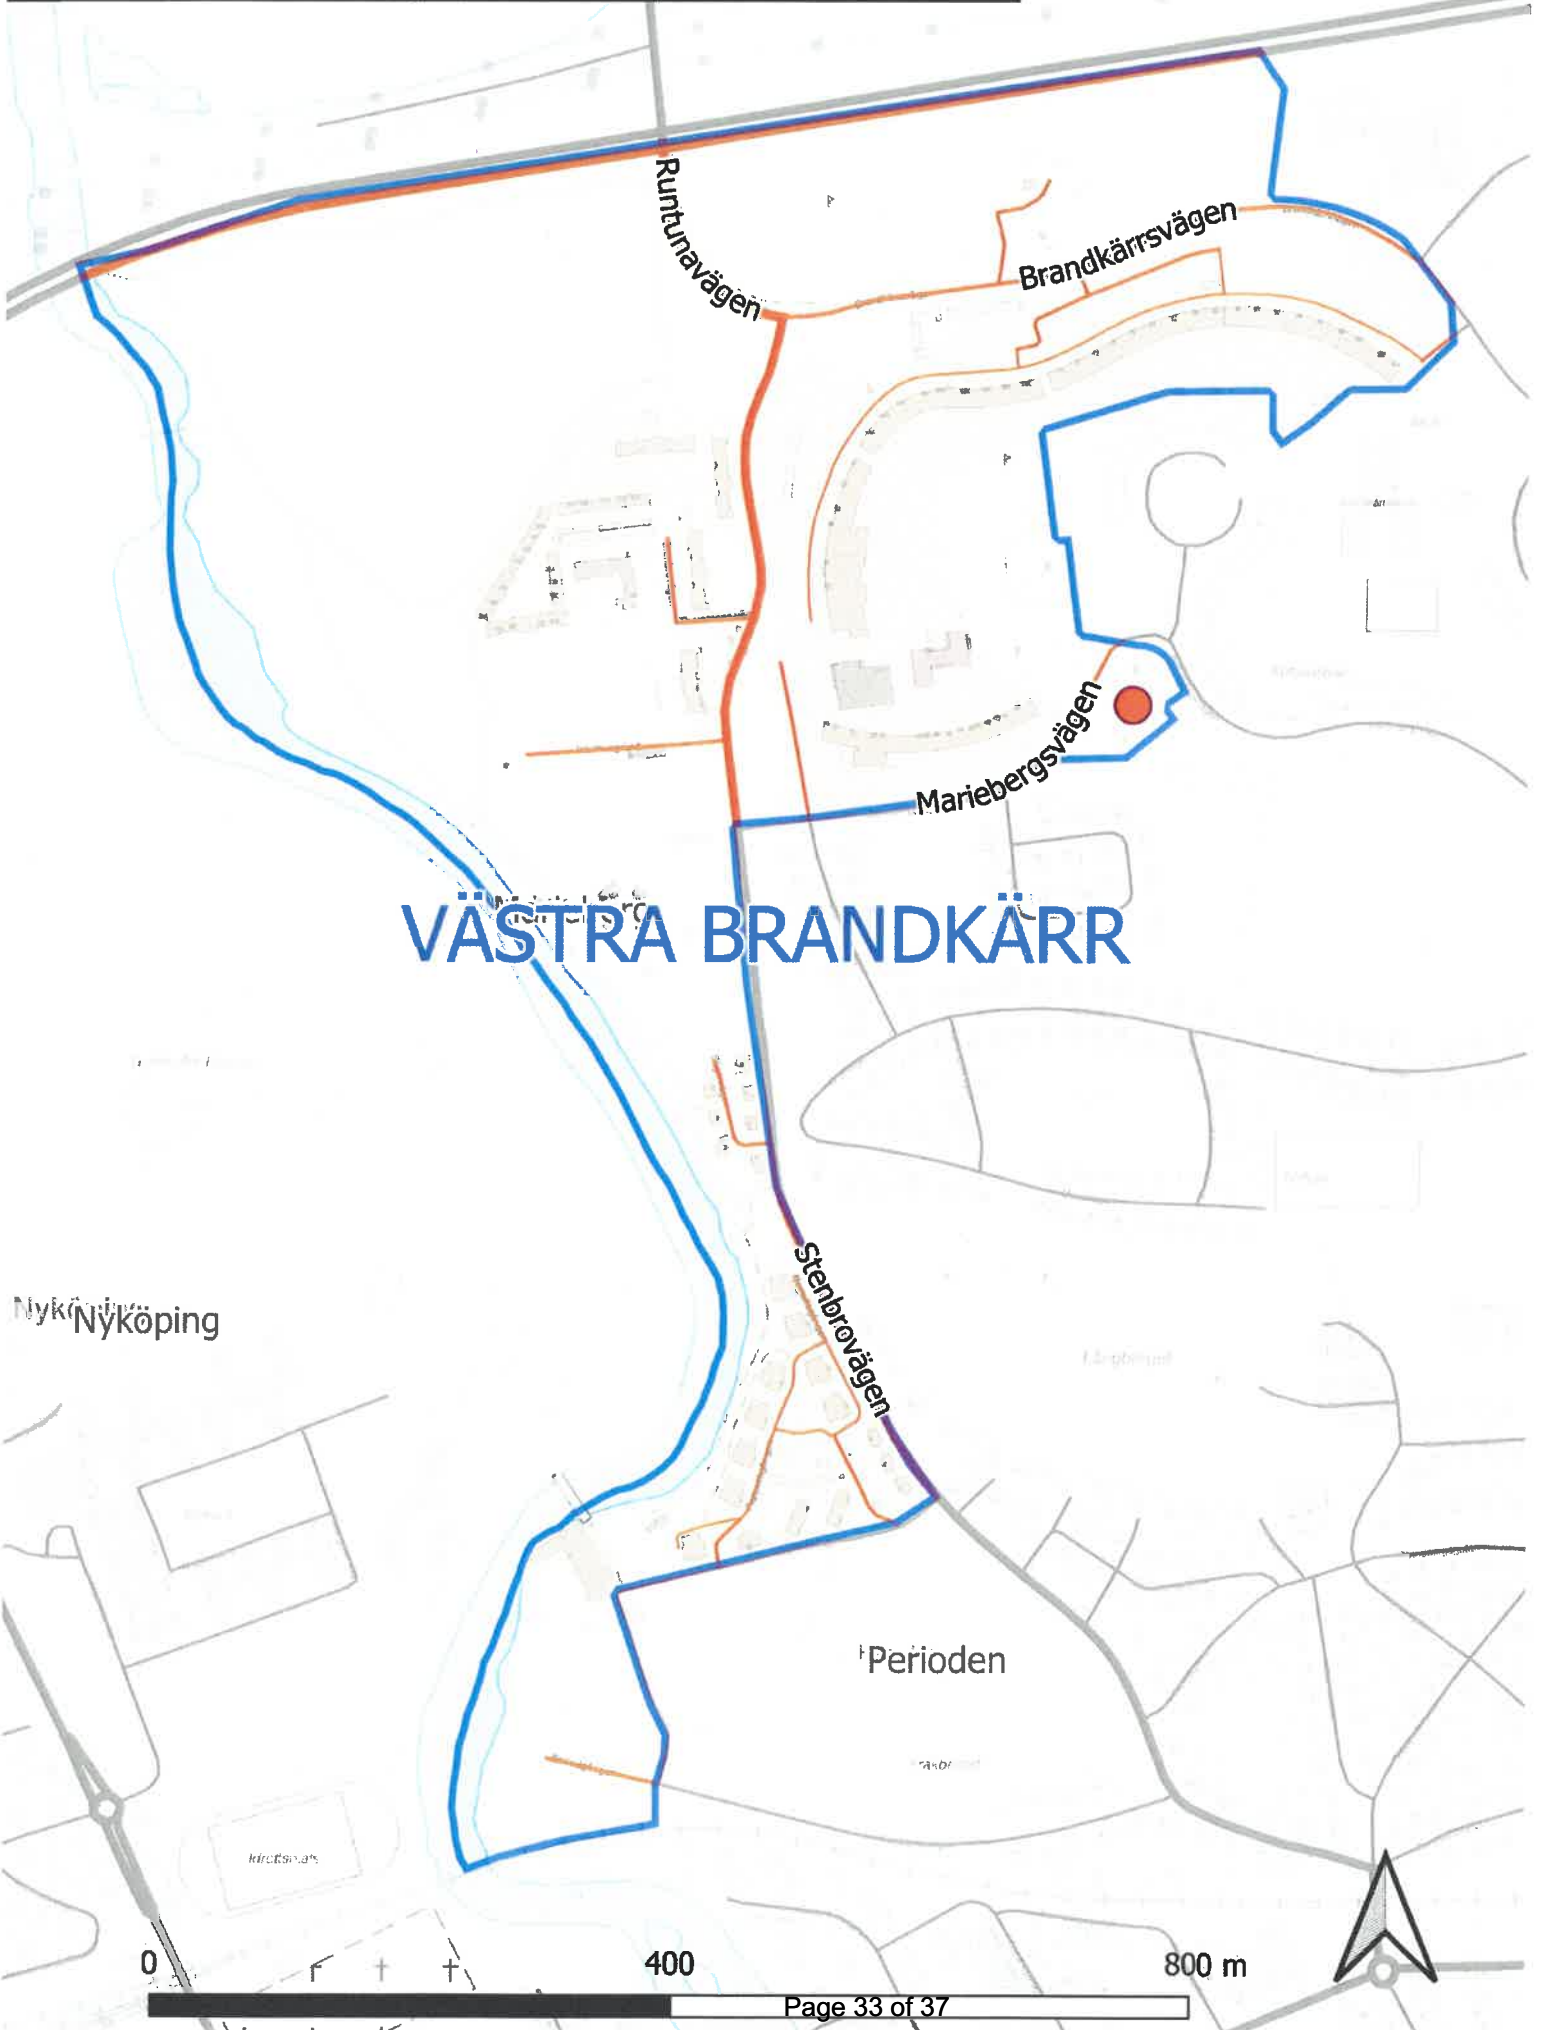 Runtunavägen
Brandkärrsvägen
Mariebergsvägen
VÄSTRA BRANDKÄRR
Stenbrovägen
Nyköping
Perioden
0
400
800 m
Page 33 of 37